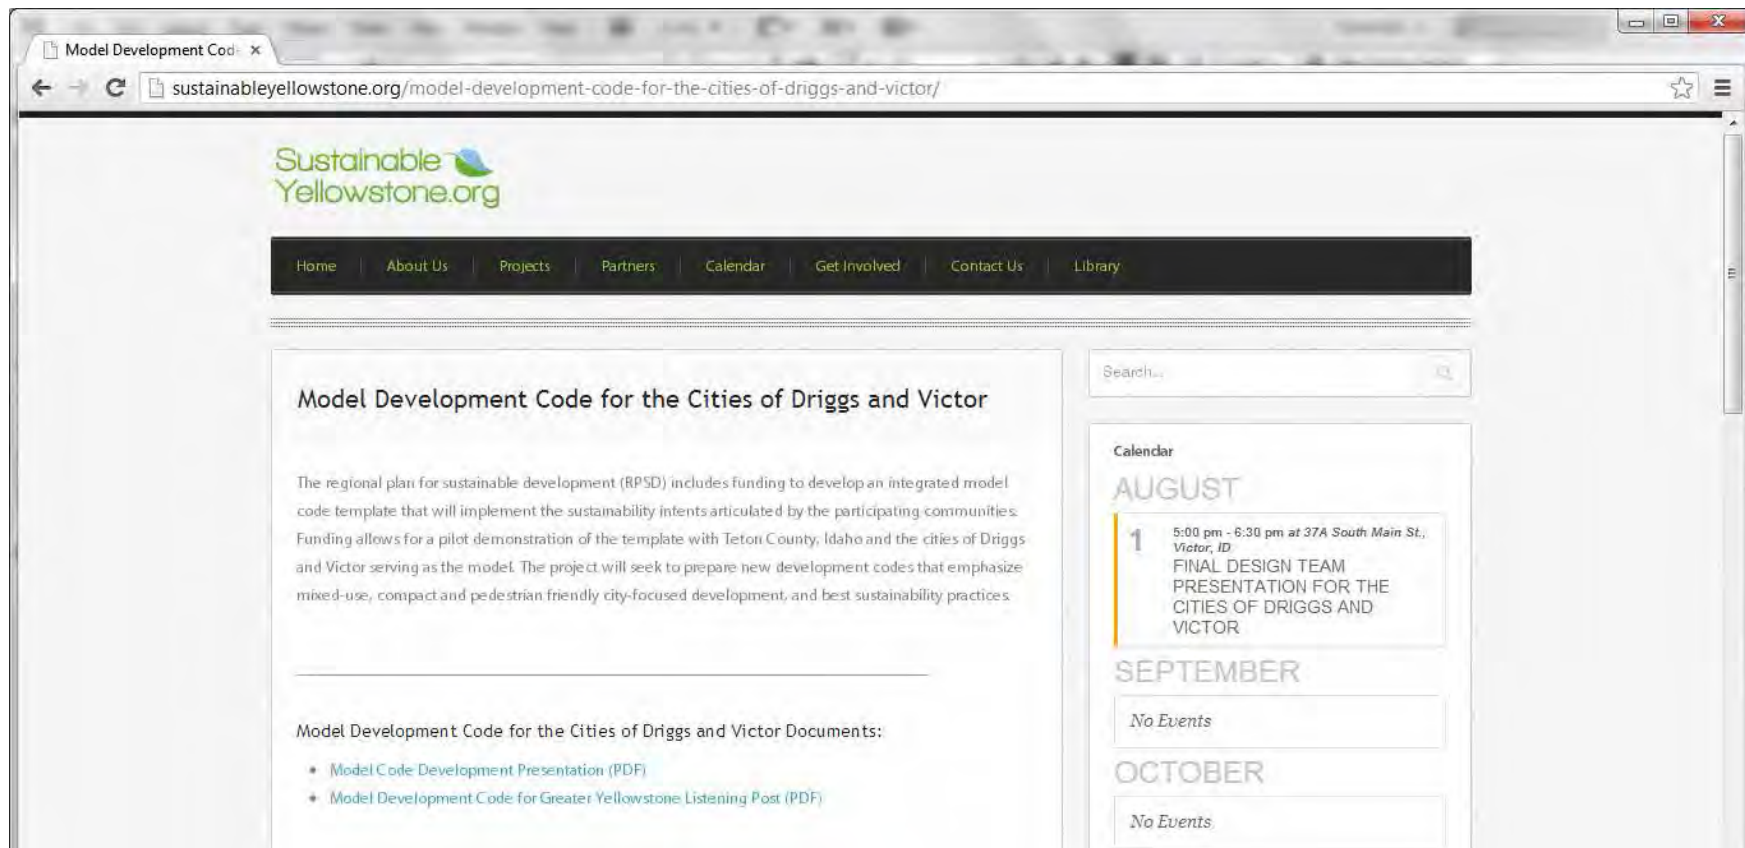 Model Development Cod
sustainableyellowstone.org/model-development-code-for-the-cities-of-driggs-and-victor/
Sustainable
Yellowstone.org
Home About Us Projects Partners Calendar Get Involved Contact Us Library
Model Development Code for the Cities of Driggs and Victor
The regional plan for sustainable development (RPSD) includes funding to develop an integrated model
code template that will implement the sustainability intents articulated by the participating communities.
Funding allows for a pilot demonstration of the template with Teton County, Idaho and the cities of Driggs
and Victor serving as the model. The project will seek to prepare new development codes that emphasize
mixed-use, compact and pedestrian friendly city-focused development, and best sustainability practices.
Model Development Code for the Cities of Driggs and Victor Documents:
Model Code Development Presentation (PDF)
Model Development Code for Greater Yellowstone Listening Post (PDF)
Search...
Calendar
AUGUST
1
5:00 pm - 6:30 pm at 37A South Main St.,
Victor, ID
FINAL DESIGN TEAM
PRESENTATION FOR THE
CITIES OF DRIGGS AND
VICTOR
SEPTEMBER
No Events
OCTOBER
No Events